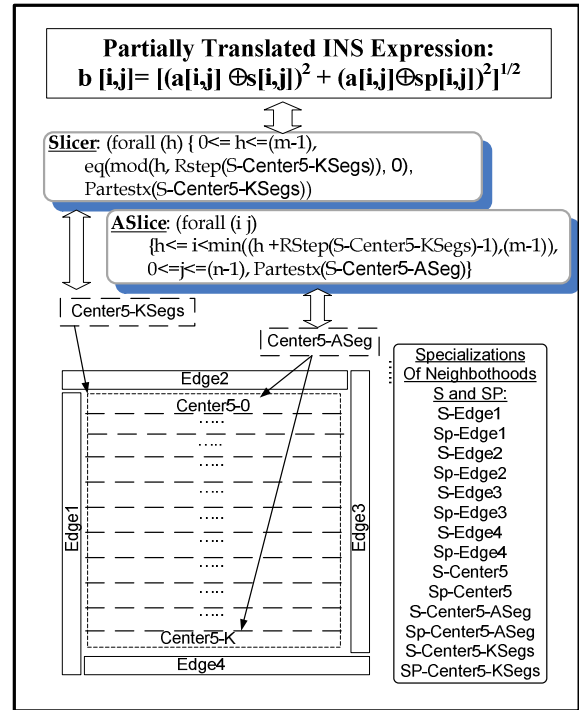 Partially Translated INS Expression:
b [i,j]= [(a[i,j] ⊕s[i,j])² + (a[i,j]⊕sp[i,j])²]^1/2
Slicer: (forall (h) { 0<= h<=(m-1),
eq(mod(h, Rstep(S-Center5-KSegs)), 0),
Partestx(S-Center5-KSegs))
ASlice: (forall (i j)
{h<= i<min((h +RStep(S-Center5-KSegs)-1),(m-1)),
0<=j<=(n-1), Partestx(S-Center5-ASeg)}
Center5-KSegs
Center5-ASeg
Edge2
Center5-0
Edge1
Edge3
Center5-K
Edge4
Specializations
Of Neighbothoods
S and SP:
S-Edge1
Sp-Edge1
S-Edge2
Sp-Edge2
S-Edge3
Sp-Edge3
S-Edge4
Sp-Edge4
S-Center5
Sp-Center5
S-Center5-ASeg
Sp-Center5-ASeg
S-Center5-KSegs
SP-Center5-KSegs